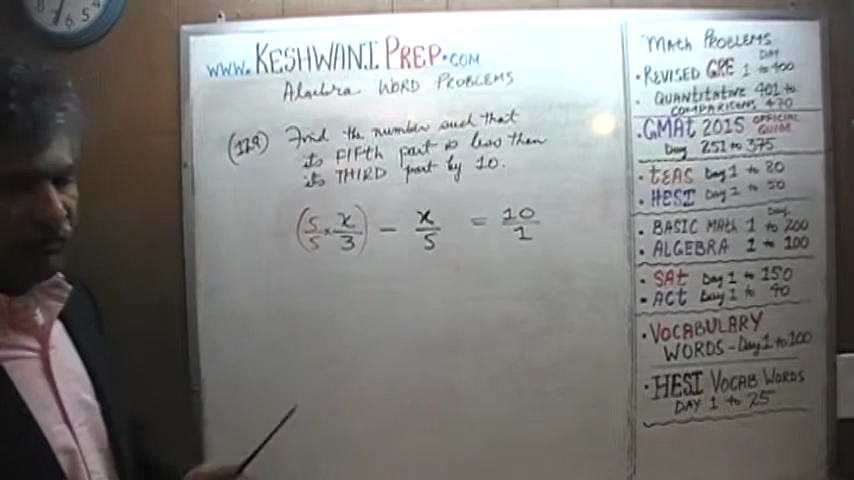 www.KESHWANIPREP.COM
Algebra WORD PROBLEMS
(129) Find the number such that
its FIFTH part is less than
its THIRD part by 10.
(5/5 × x/3) - x/5 = 10/1
MATH PROBLEMS
DAY
• REVISED GRE 1 to 400
• QUANTITATIVE 401 to
COMPARISONS 470
• GMAT 2015 OFFICIAL
GUIDE
Day 251 to 375
• TEAS Day 1 to 20
• HESI Day 1 to 50
Day
• BASIC MATH 1 to 200
• ALGEBRA 1 to 100
• SAT Day 1 to 150
• ACT Day 1 to 90
• VOCABULARY
WORDS - Day 1 to 100
• HESI VOCAB WORDS
DAY 1 to 25